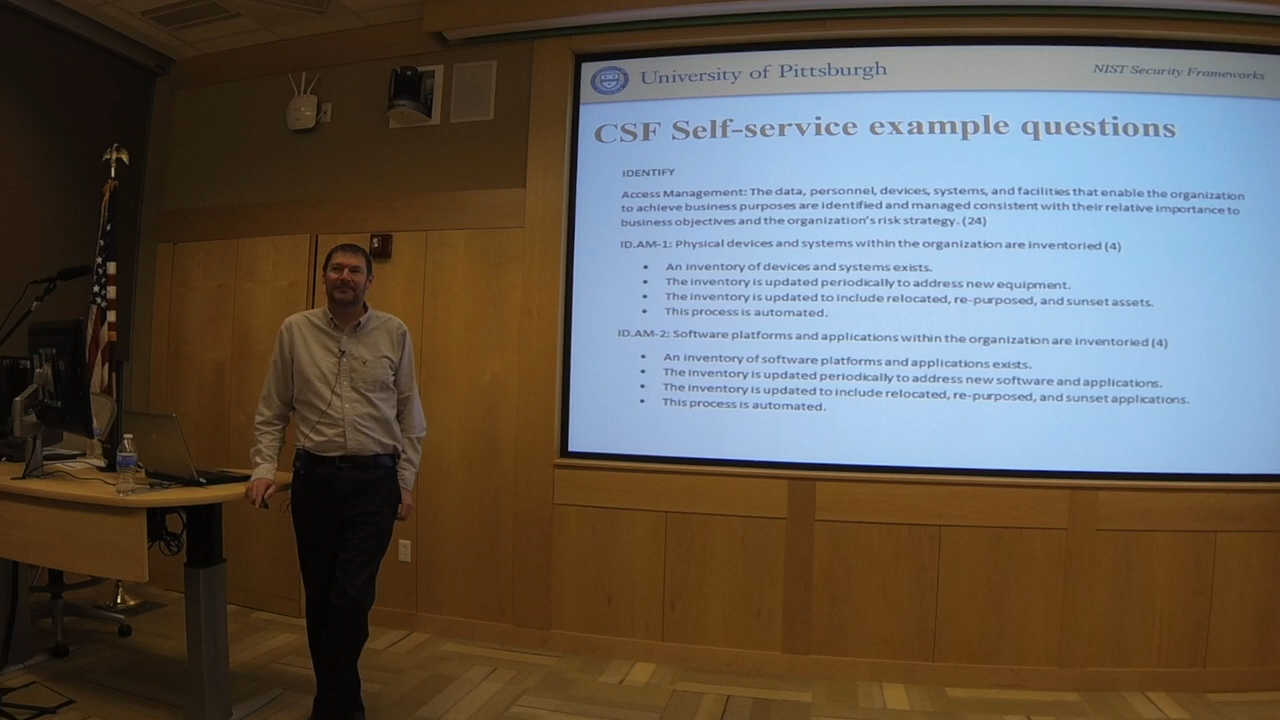 University of Pittsburgh
NIST Security Frameworks
CSF Self-service example questions
IDENTIFY
Access Management: The data, personnel, devices, systems, and facilities that enable the organization
to achieve business purposes are identified and managed consistent with their relative importance to
business objectives and the organization's risk strategy. (24)
ID.AM-1: Physical devices and systems within the organization are inventoried (4)
• An inventory of devices and systems exists.
• The inventory is updated periodically to address new equipment.
• The inventory is updated to include relocated, re-purposed, and sunset assets.
• This process is automated.
ID.AM-2: Software platforms and applications within the organization are inventoried (4)
• An inventory of software platforms and applications exists.
• The inventory is updated periodically to address new software and applications.
• The inventory is updated to include relocated, re-purposed, and sunset applications.
• This process is automated.